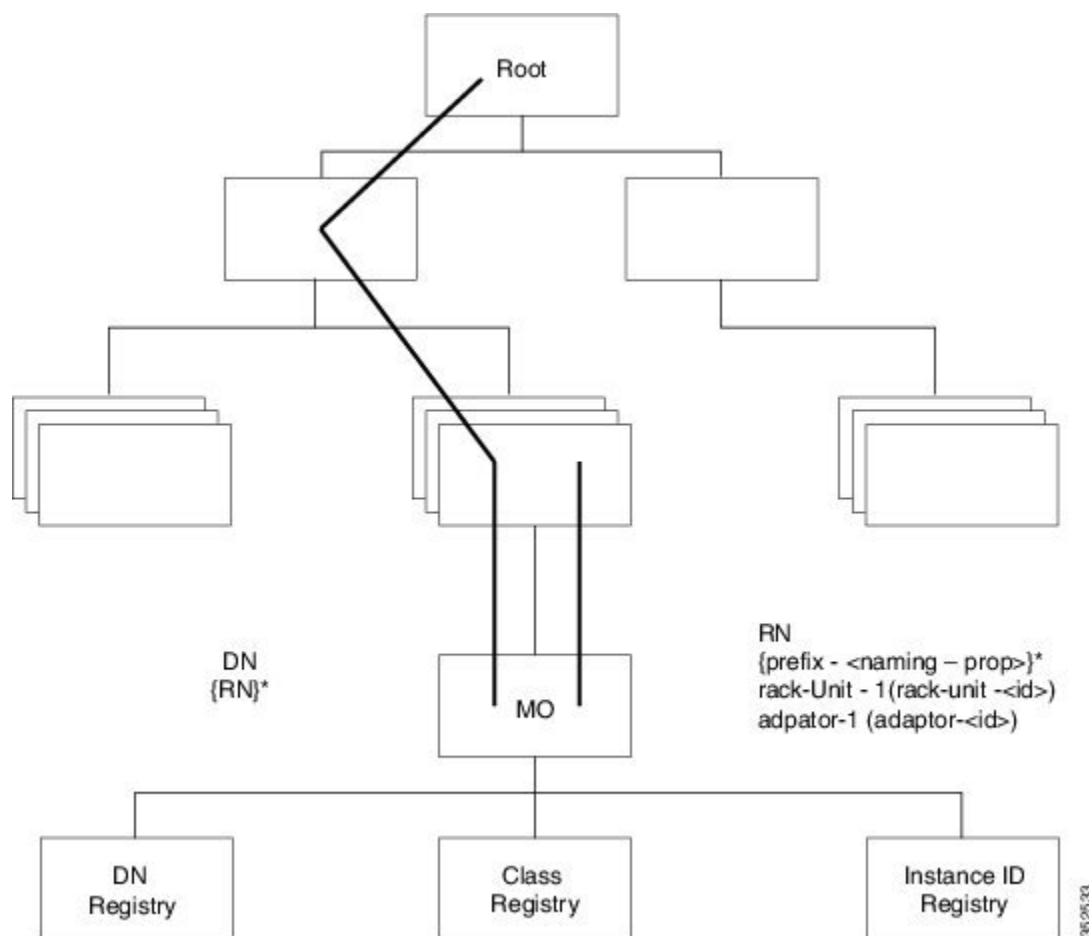 Root
DN
{RN}*
RN
{prefix - <naming – prop>}*
rack-Unit - 1(rack-unit -<id>)
adpator-1 (adaptor-<id>)
MO
DN
Registry
Class
Registry
Instance ID
Registry
352533